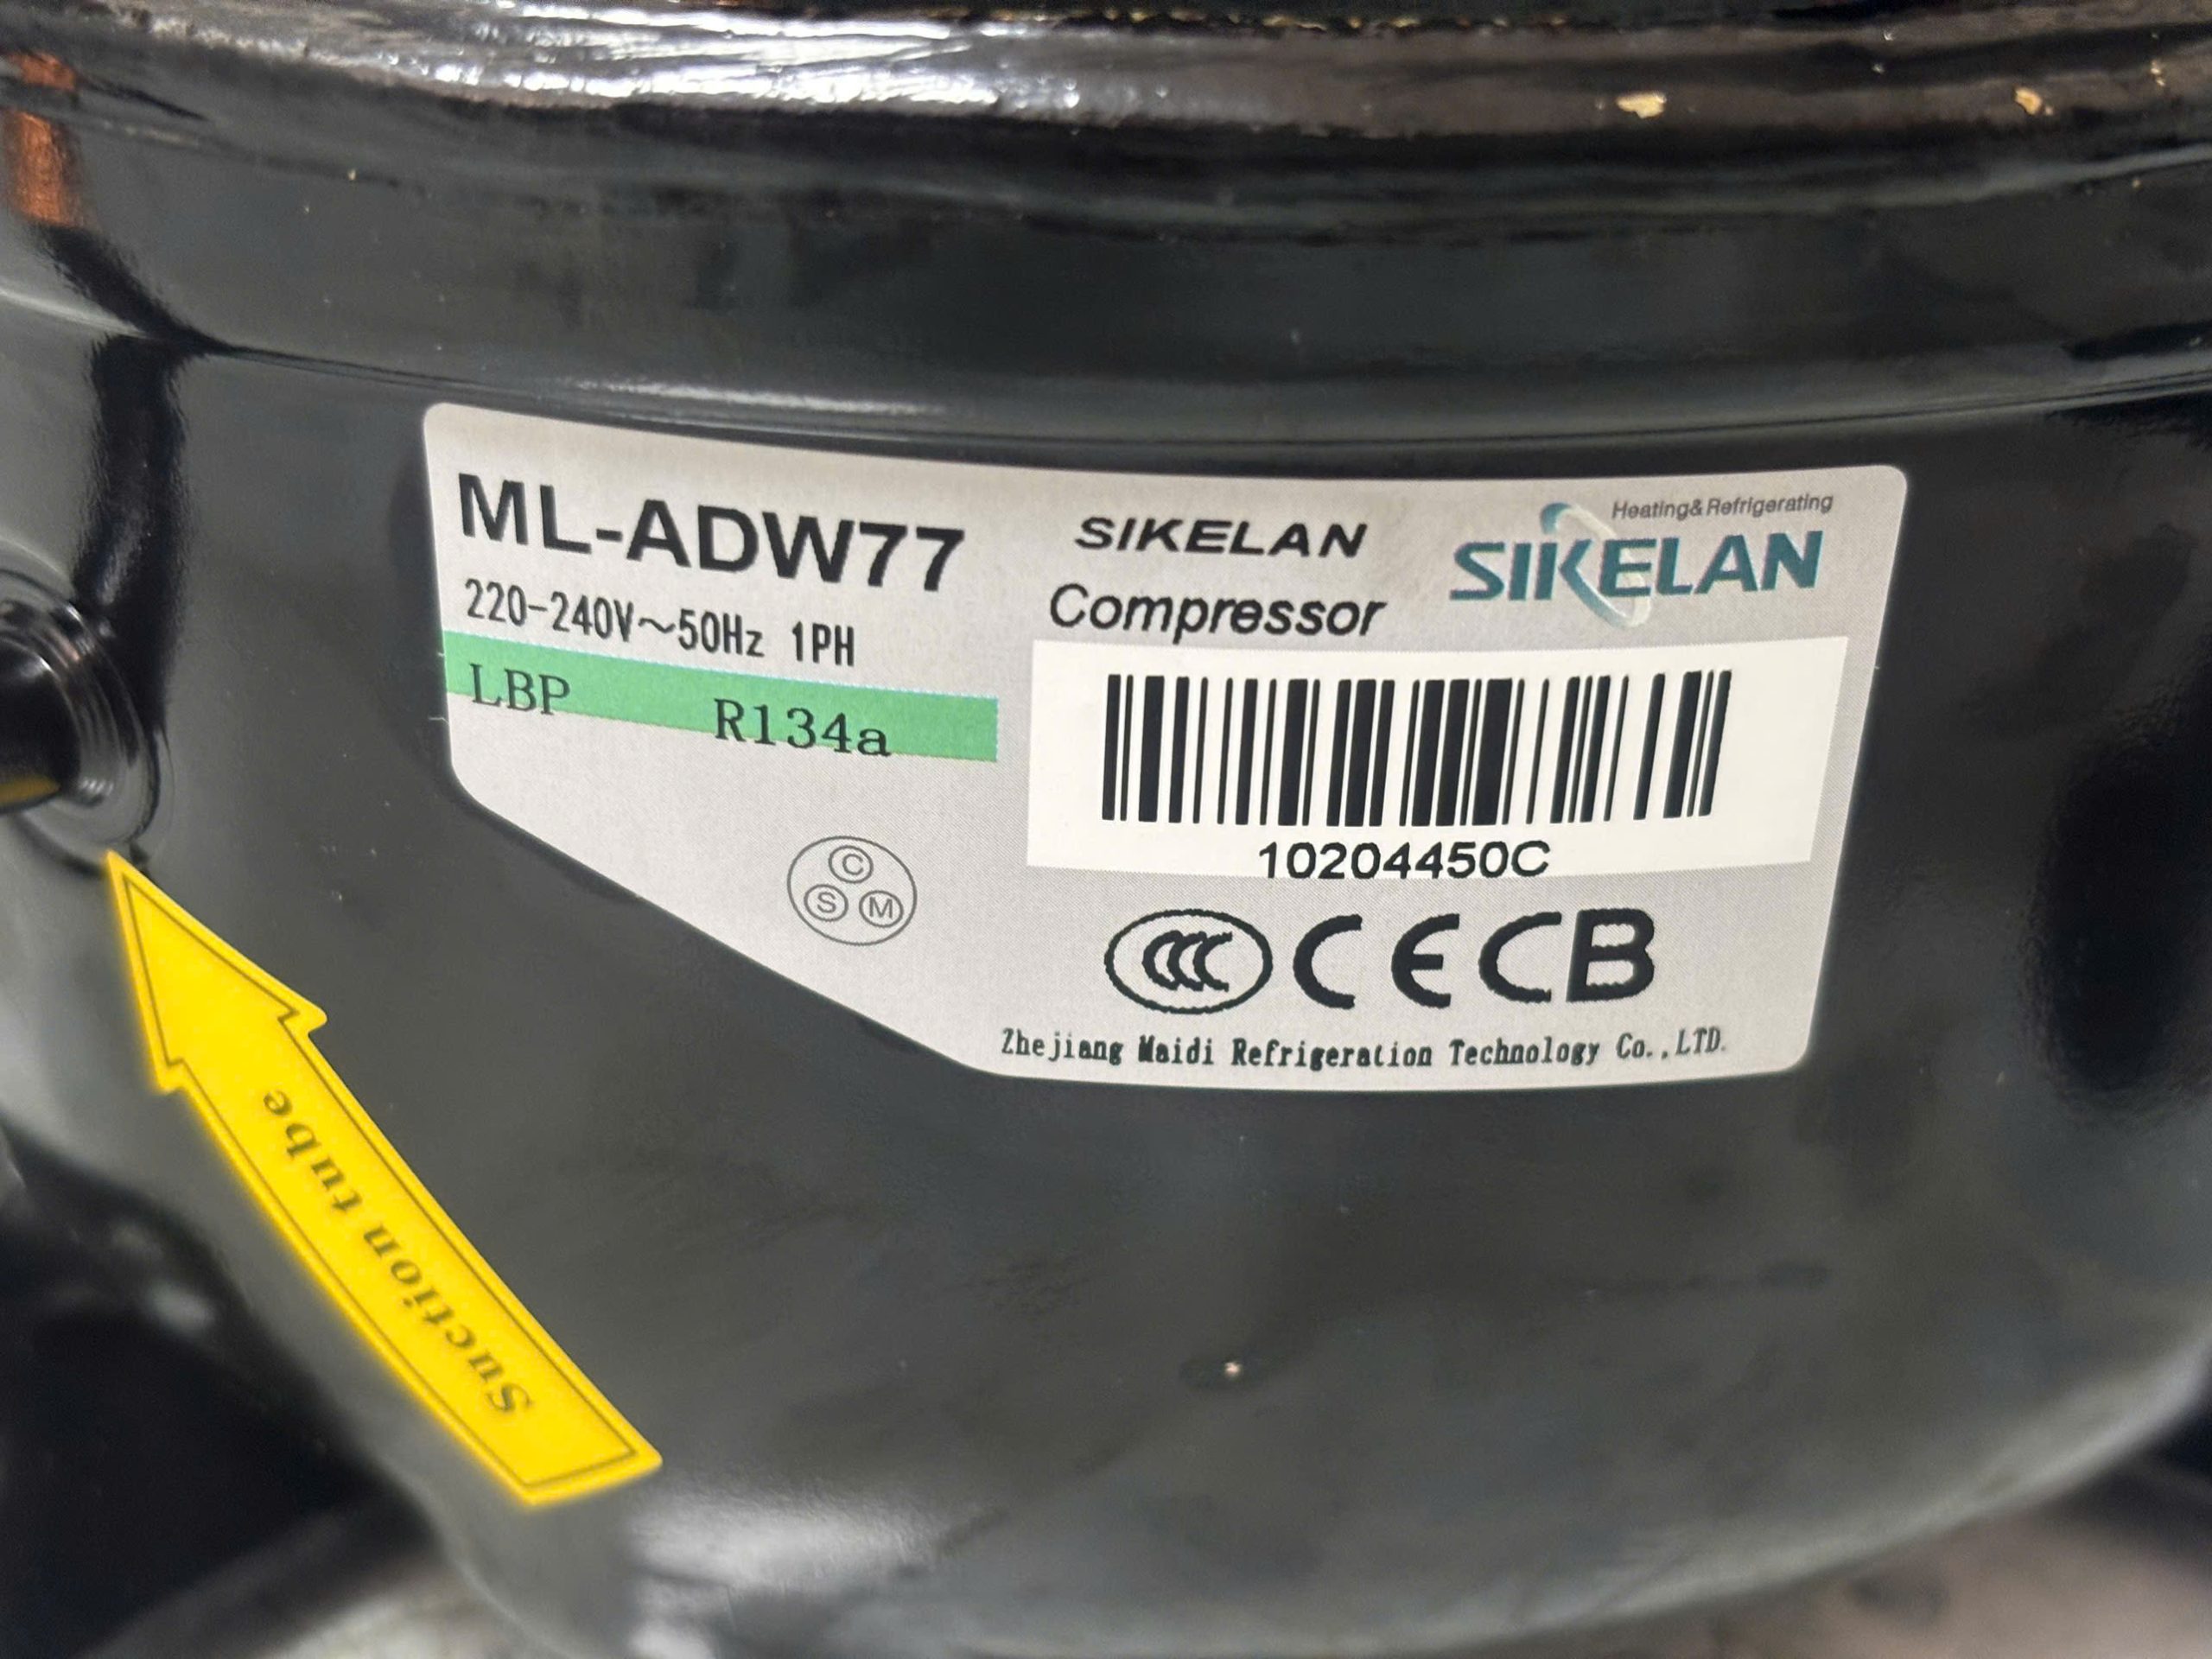 ML-ADW77
220-240V~50Hz 1PH
LBP R134a
SIKELAN
Compressor
Heating&Refrigerating
SIKELAN
10204450C
C
S M
CCC CE CB
Zhejiang Maidi Refrigeration Technology Co.,LTD.
Suction tube